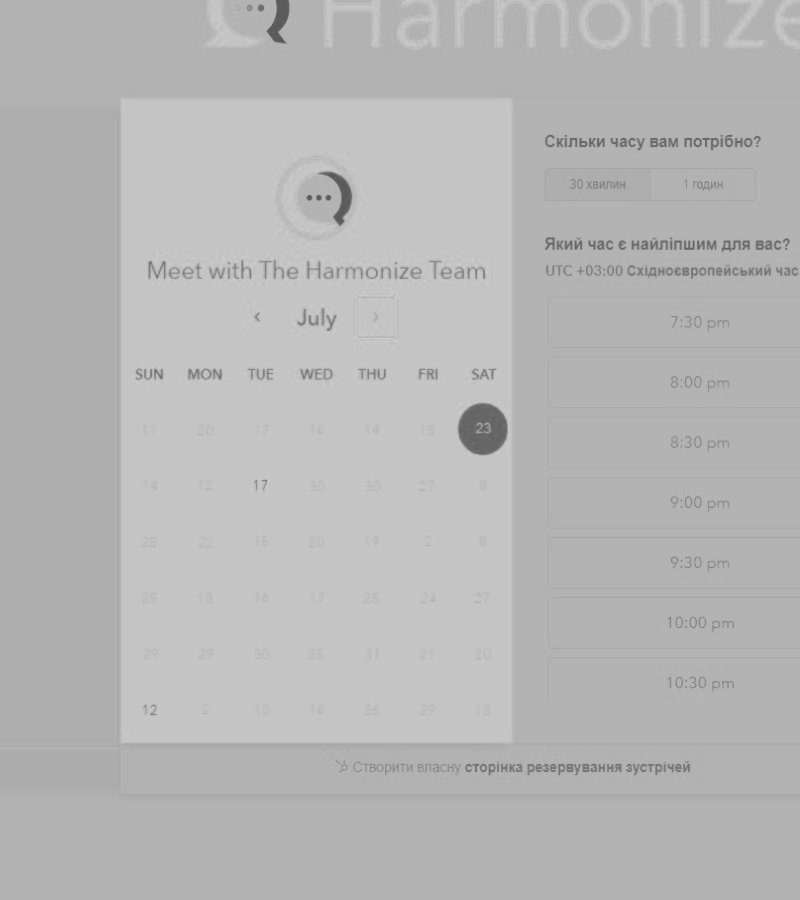 Harmonize
Meet with The Harmonize Team
July
SUN MON TUE WED THU FRI SAT
11 20 17 16 14 13 23
14 12 17 30 30 27 8
28 22 15 20 19 2 8
25 18 16 17 25 24 27
29 29 30 25 31 21 20
12 2 10 16 26 29 13
Скільки часу вам потрібно?
30 хвилин 1 годин
Який час є найліпшим для вас?
UTC +03:00 Східноєвропейський час
7:30 pm
8:00 pm
8:30 pm
9:00 pm
9:30 pm
10:00 pm
10:30 pm
Створити власну сторінка резервування зустрічей